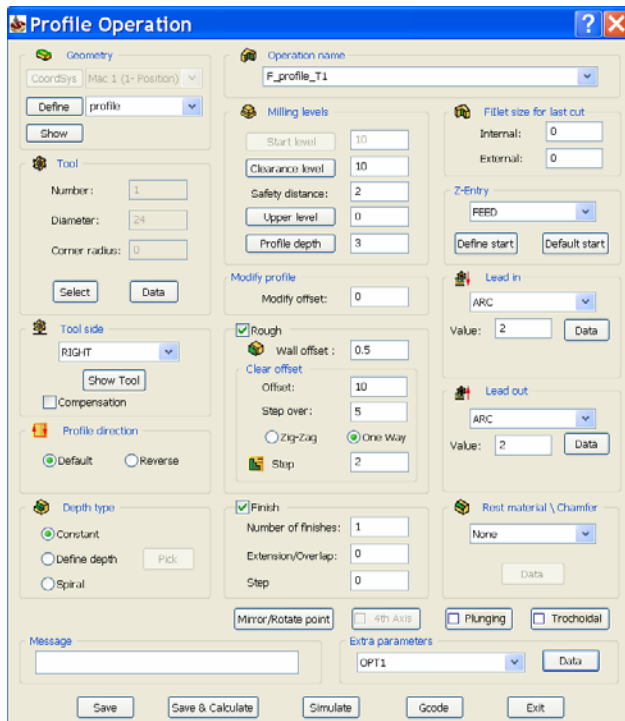 Profile Operation
Geometry
CoordSys Mac 1 (1- Position)
Define profile
Show
Tool
Number: 1
Diameter: 24
Corner radius: 0
Select Data
Tool side
RIGHT
Show Tool
Compensation
Profile direction
Default Reverse
Depth type
Constant
Define depth Pick
Spiral
Operation name
F_profile_T1
Milling levels
Start level 10
Clearance level 10
Safety distance: 2
Upper level 0
Profile depth 3
Modify profile
Modify offset: 0
Rough
Wall offset : 0.5
Clear offset
Offset: 10
Step over: 5
Zig-Zag One Way
Step 2
Finish
Number of finishes: 1
Extension/Overlap: 0
Step 0
Fillet size for last cut
Internal: 0
External: 0
Z-Entry
FEED
Define start Default start
Lead in
ARC
Value: 2 Data
Lead out
ARC
Value: 2 Data
Rest material \ Chamfer
None
Data
Mirror/Rotate point 4th Axis Plunging Trochoidal
Message
Extra parameters
OPT1 Data
Save Save & Calculate Simulate Gcode Exit